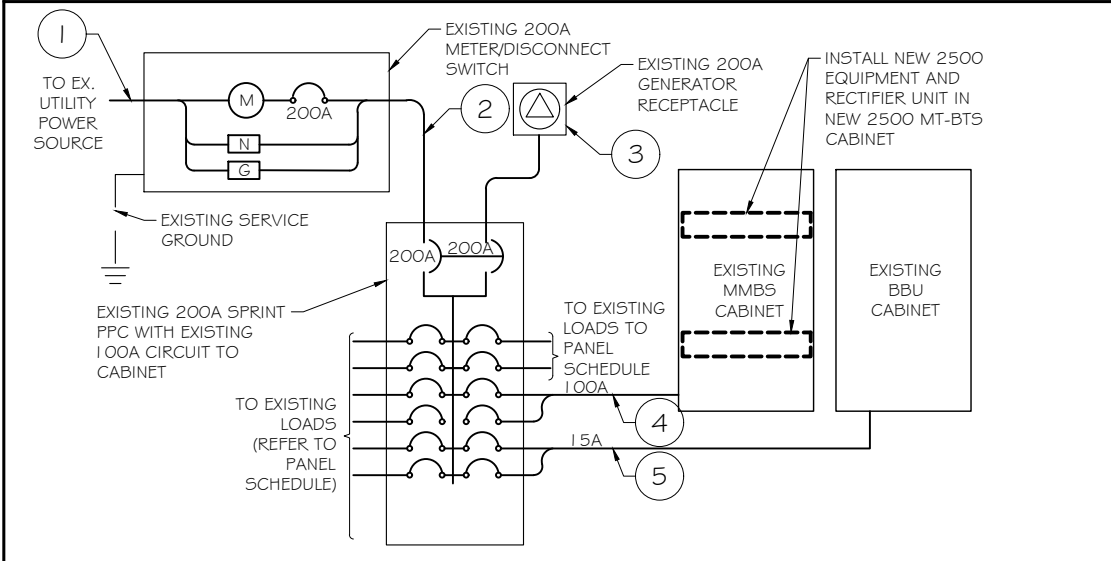 1
TO EX.
UTILITY
POWER
SOURCE
M
200A
N
G
EXISTING 200A
METER/DISCONNECT
SWITCH
2
EXISTING SERVICE
GROUND
EXISTING 200A
GENERATOR
RECEPTACLE
3
INSTALL NEW 2500
EQUIPMENT AND
RECTIFIER UNIT IN
NEW 2500 MT-BTS
CABINET
200A
200A
EXISTING 200A SPRINT
PPC WITH EXISTING
100A CIRCUIT TO
CABINET
TO EXISTING
LOADS TO
PANEL
SCHEDULE
100A
4
TO EXISTING
LOADS
(REFER TO
PANEL
SCHEDULE)
15A
5
EXISTING
MMBS
CABINET
EXISTING
BBU
CABINET